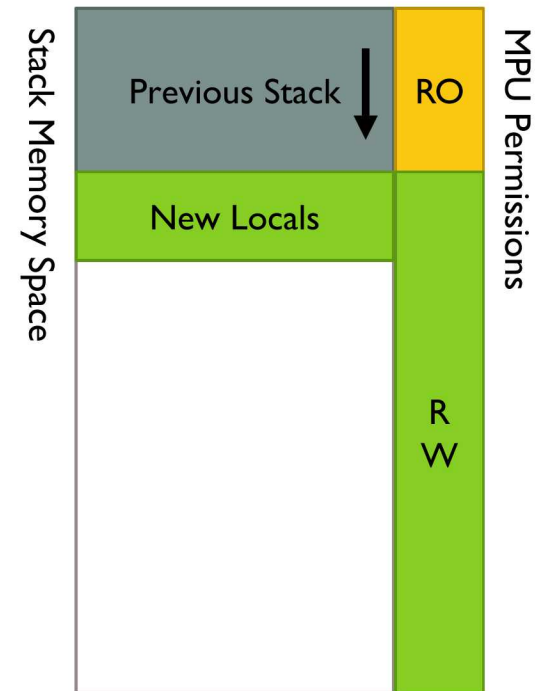 Stack Memory Space
Previous Stack
RO
MPU Permissions
New Locals
R
W